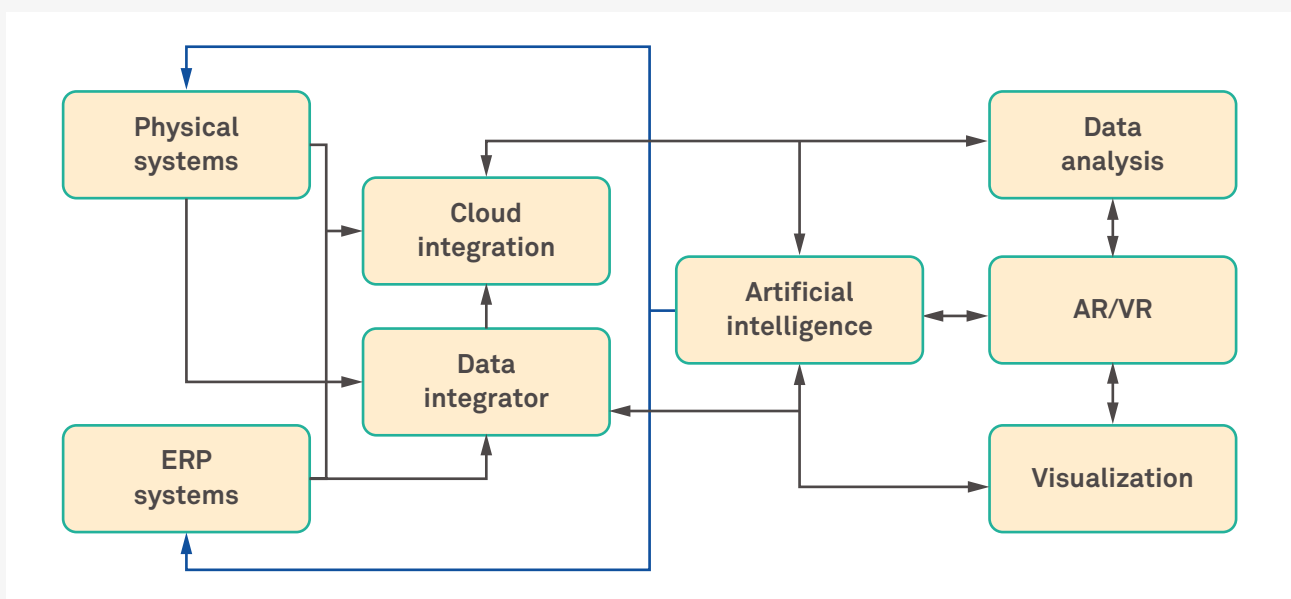 Physical
systems
Cloud
integration
Data
integrator
ERP
systems
Artificial
intelligence
Data
analysis
AR/VR
Visualization